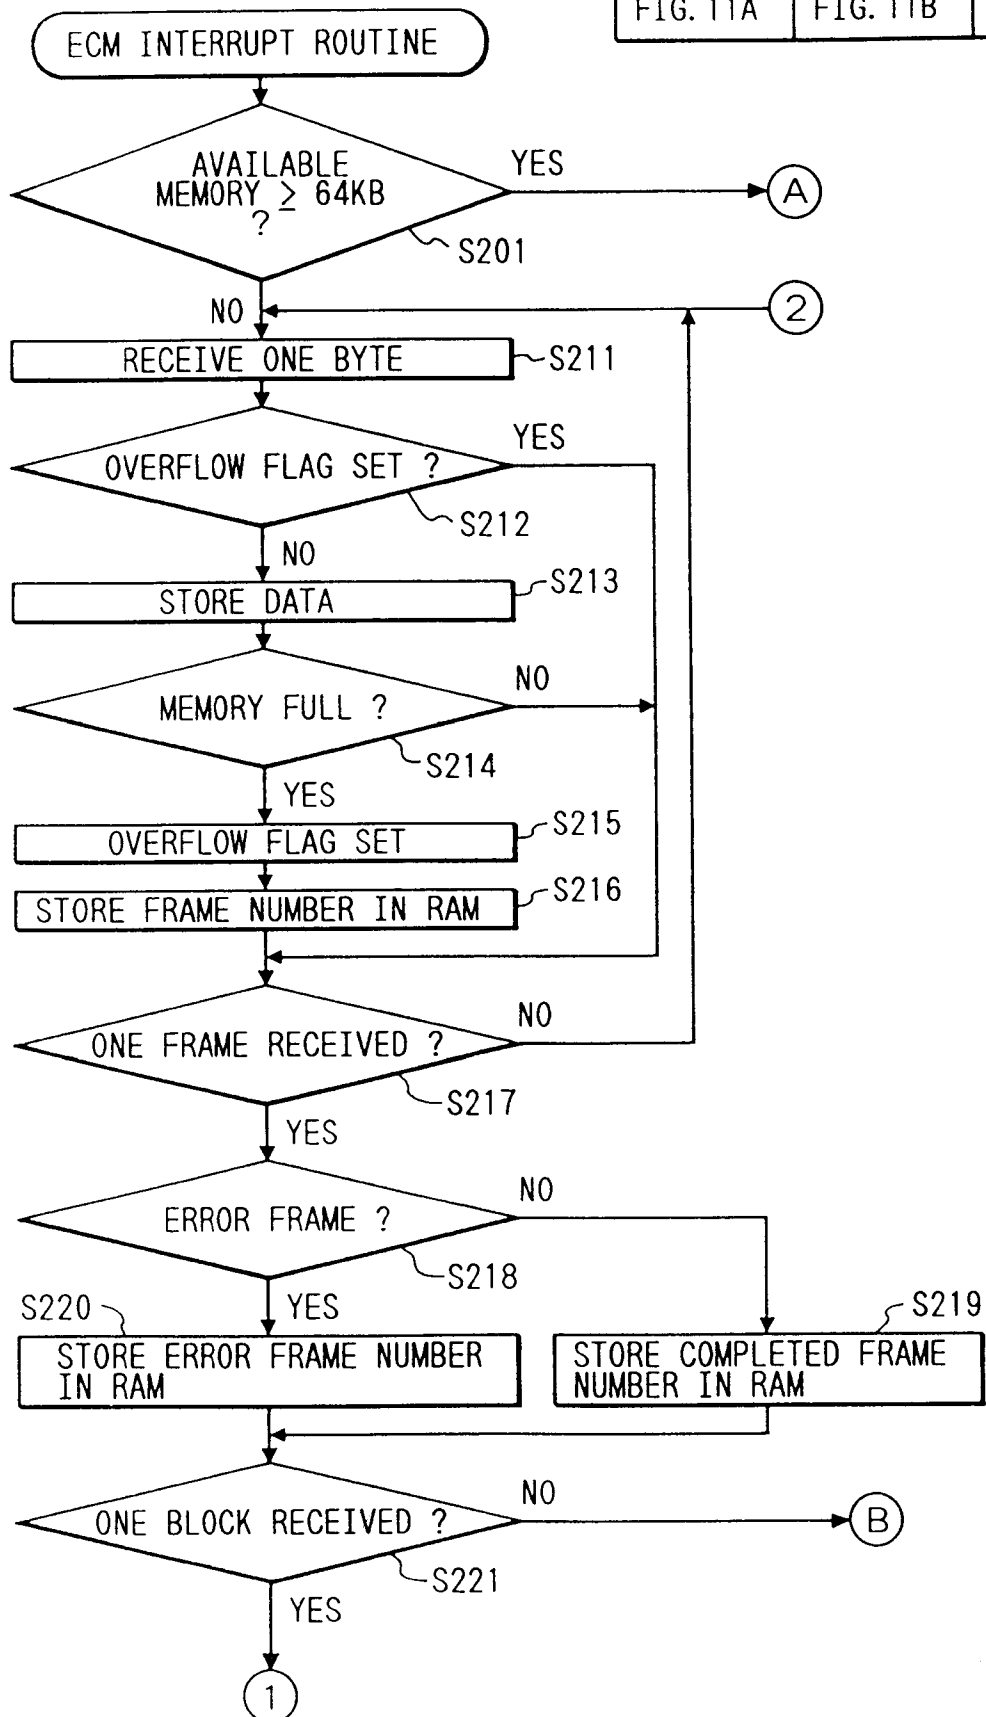 FIG. 11A FIG. 11B
ECM INTERRUPT ROUTINE
AVAILABLE
MEMORY ≥ 64KB
?
YES
A
S201
NO
2
RECEIVE ONE BYTE
S211
OVERFLOW FLAG SET ?
YES
S212
NO
STORE DATA
S213
MEMORY FULL ?
NO
S214
YES
OVERFLOW FLAG SET
S215
STORE FRAME NUMBER IN RAM
S216
ONE FRAME RECEIVED ?
NO
S217
YES
ERROR FRAME ?
NO
S218
YES
S220
STORE ERROR FRAME NUMBER
IN RAM
S219
STORE COMPLETED FRAME
NUMBER IN RAM
ONE BLOCK RECEIVED ?
NO
B
S221
YES
1